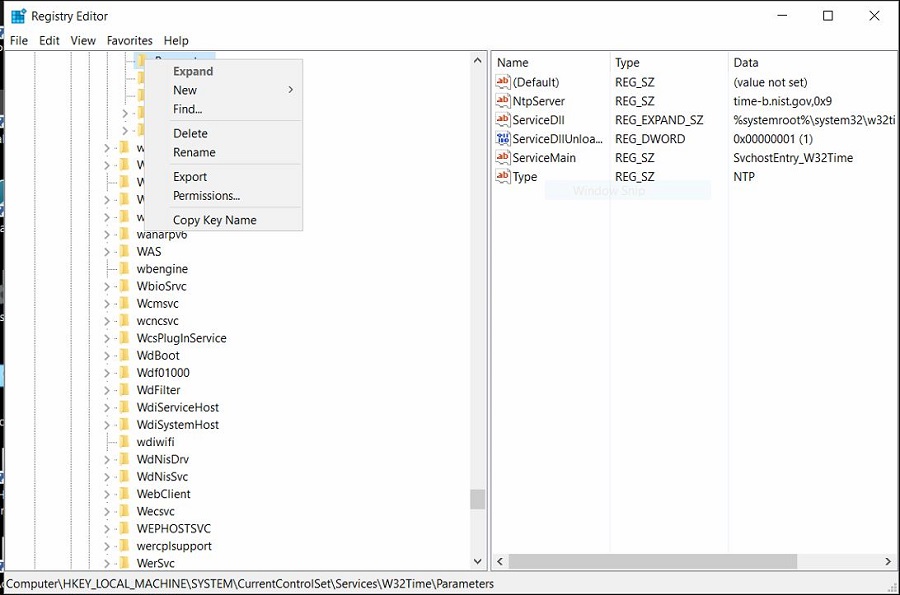 Registry Editor
File Edit View Favorites Help
Expand
New
Find...
Delete
Rename
Export
Permissions...
Copy Key Name
wanarpv6
WAS
wbengine
WbioSrvc
Wcmsvc
wcncsvc
WcsPlugInService
WdBoot
Wdf01000
WdFilter
WdiServiceHost
WdiSystemHost
wdiwifi
WdNisDrv
WdNisSvc
WebClient
Wecsvc
WEPHOSTSVC
wercplsupport
WerSvc
Name Type Data
(Default) REG_SZ (value not set)
NtpServer REG_SZ time-b.nist.gov,0x9
ServiceDll REG_EXPAND_SZ %systemroot%\system32\w32ti
ServiceDllUnloa... REG_DWORD 0x00000001 (1)
ServiceMain REG_SZ SvchostEntry_W32Time
Type REG_SZ NTP
Window Snip
Computer\HKEY_LOCAL_MACHINE\SYSTEM\CurrentControlSet\Services\W32Time\Parameters